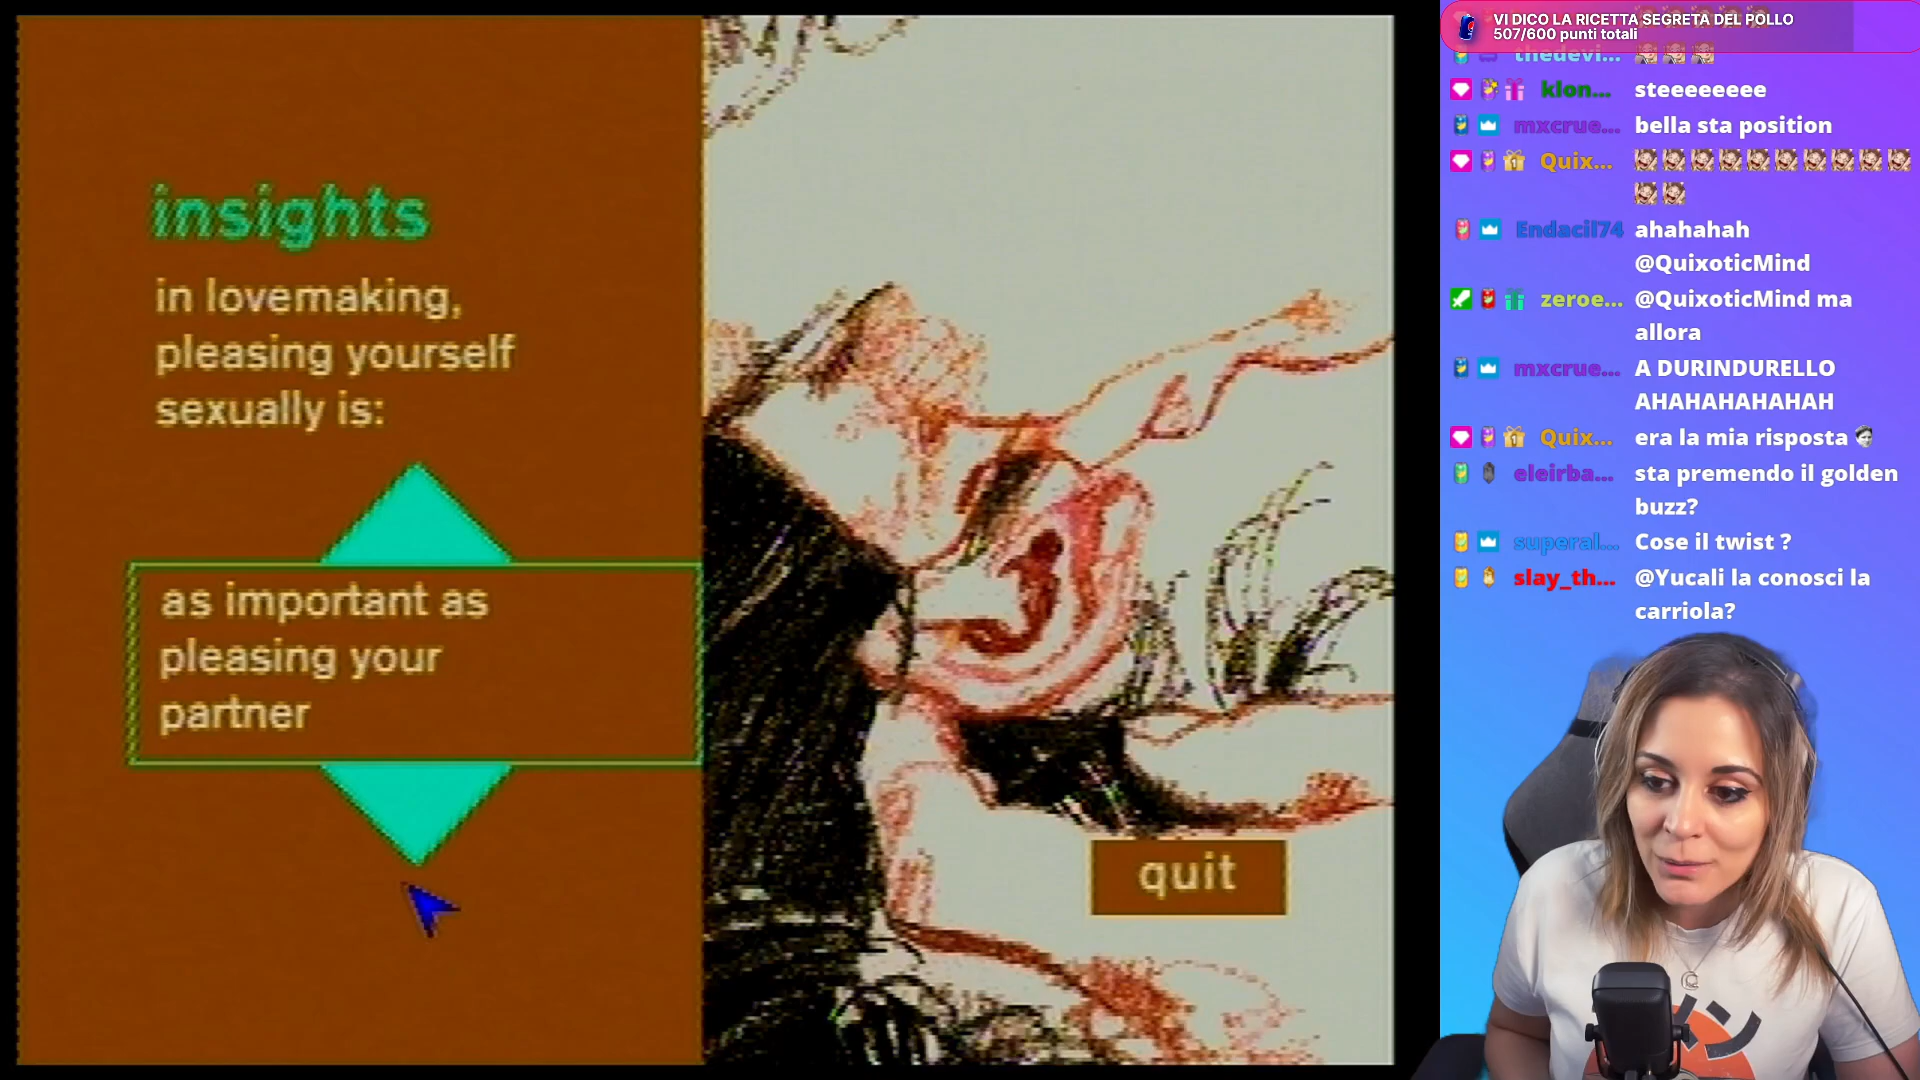 insights
in lovemaking,
pleasing yourself
sexually is:
as important as
pleasing your
partner
quit
VI DICO LA RICETTA SEGRETA DEL POLLO
507/600 punti totali
thedevi...
klon... steeeeeeee
mxcrue... bella sta position
Quix...
Endacil74 ahahahah
@QuixoticMind
zeroe... @QuixoticMind ma
allora
mxcrue... A DURINDURELLO
AHAHAHAHAHAH
Quix... era la mia risposta
eleirba... sta premendo il golden
buzz?
superal... Cose il twist ?
slay_th... @Yucali la conosci la
carriola?